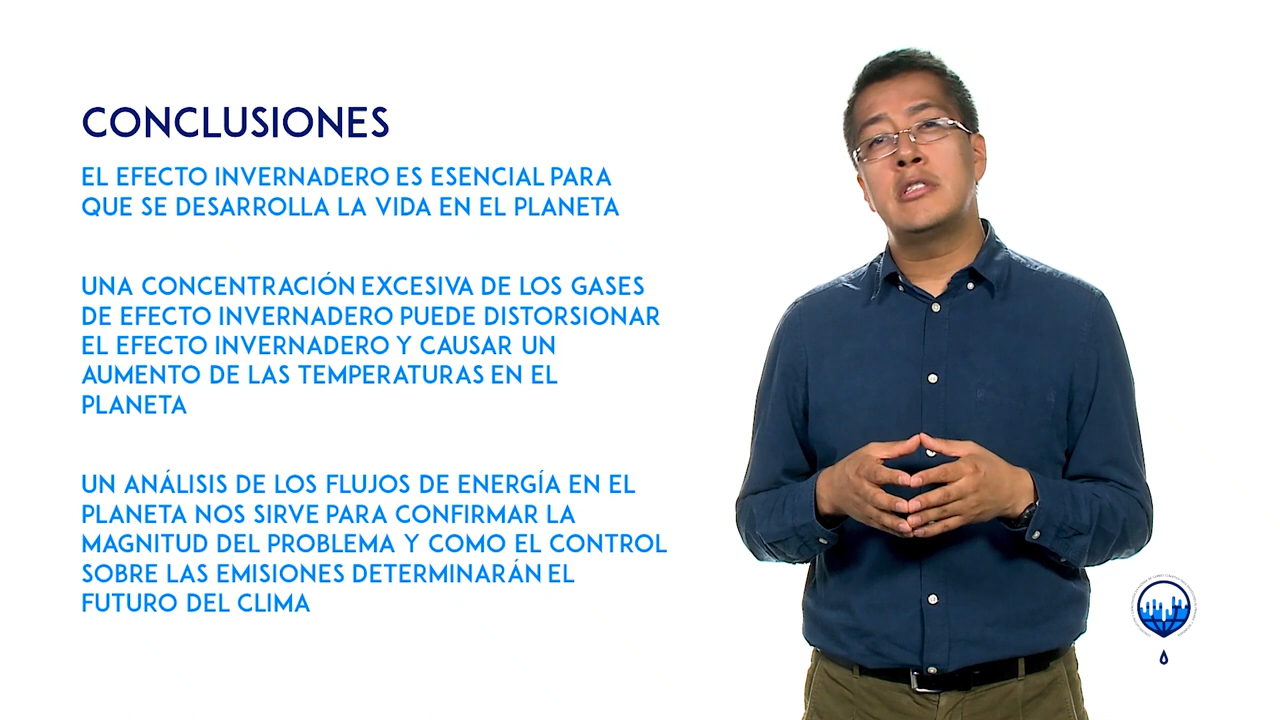 CONCLUSIONES
EL EFECTO INVERNADERO ES ESENCIAL PARA
QUE SE DESARROLLA LA VIDA EN EL PLANETA
UNA CONCENTRACIÓN EXCESIVA DE LOS GASES
DE EFECTO INVERNADERO PUEDE DISTORSIONAR
EL EFECTO INVERNADERO Y CAUSAR UN
AUMENTO DE LAS TEMPERATURAS EN EL
PLANETA
UN ANÁLISIS DE LOS FLUJOS DE ENERGÍA EN EL
PLANETA NOS SIRVE PARA CONFIRMAR LA
MAGNITUD DEL PROBLEMA Y COMO EL CONTROL
SOBRE LAS EMISIONES DETERMINARÁN EL
FUTURO DEL CLIMA